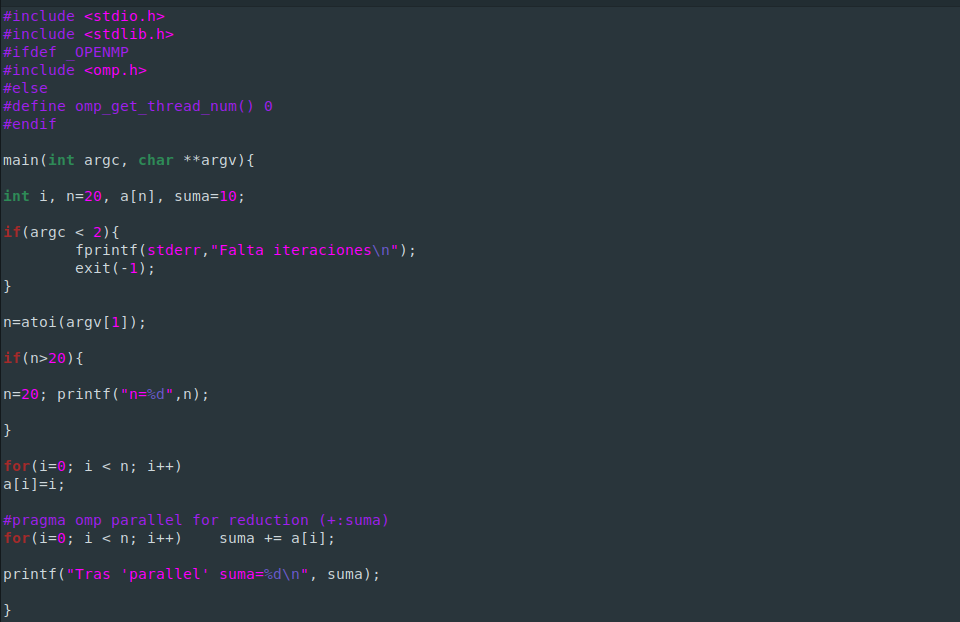 #include <stdio.h>
#include <stdlib.h>
#ifdef _OPENMP
#include <omp.h>
#else
#define omp_get_thread_num() 0
#endif
main(int argc, char **argv){
int i, n=20, a[n], suma=10;
if(argc < 2){
        fprintf(stderr,"Falta iteraciones\n");
        exit(-1);
}
n=atoi(argv[1]);
if(n>20){
n=20; printf("n=%d",n);
}
for(i=0; i < n; i++)
a[i]=i;
#pragma omp parallel for reduction (+:suma)
for(i=0; i < n; i++)    suma += a[i];
printf("Tras 'parallel' suma=%d\n", suma);
}